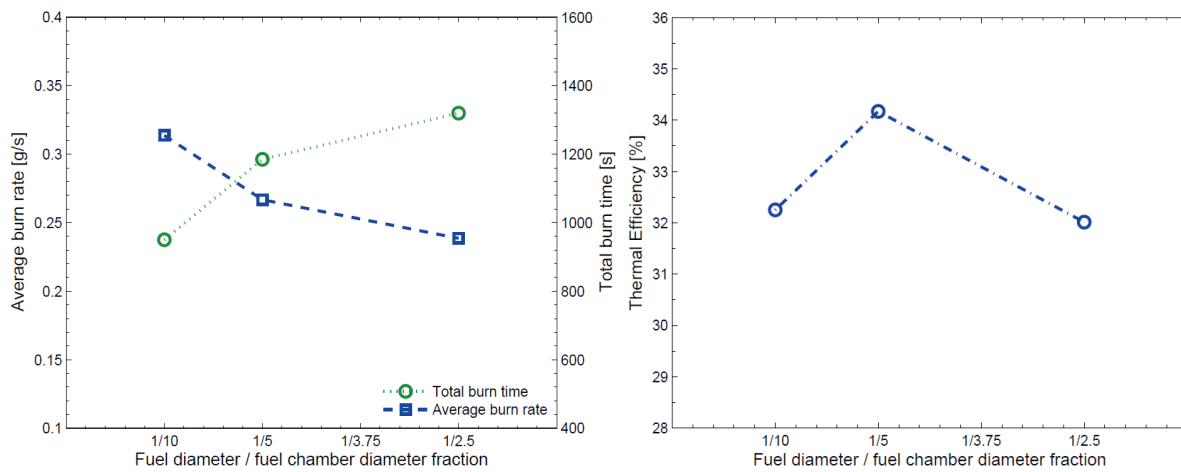 0.4
0.35
0.3
0.25
0.2
0.15
0.1
Average burn rate [g/s]
1600
1400
1200
1000
800
600
400
Total burn time [s]
Total burn time
Average burn rate
1/10 1/5 1/3.75 1/2.5
Fuel diameter / fuel chamber diameter fraction
36
35
34
33
32
31
30
29
28
Thermal Efficiency [%]
1/10 1/5 1/3.75 1/2.5
Fuel diameter / fuel chamber diameter fraction